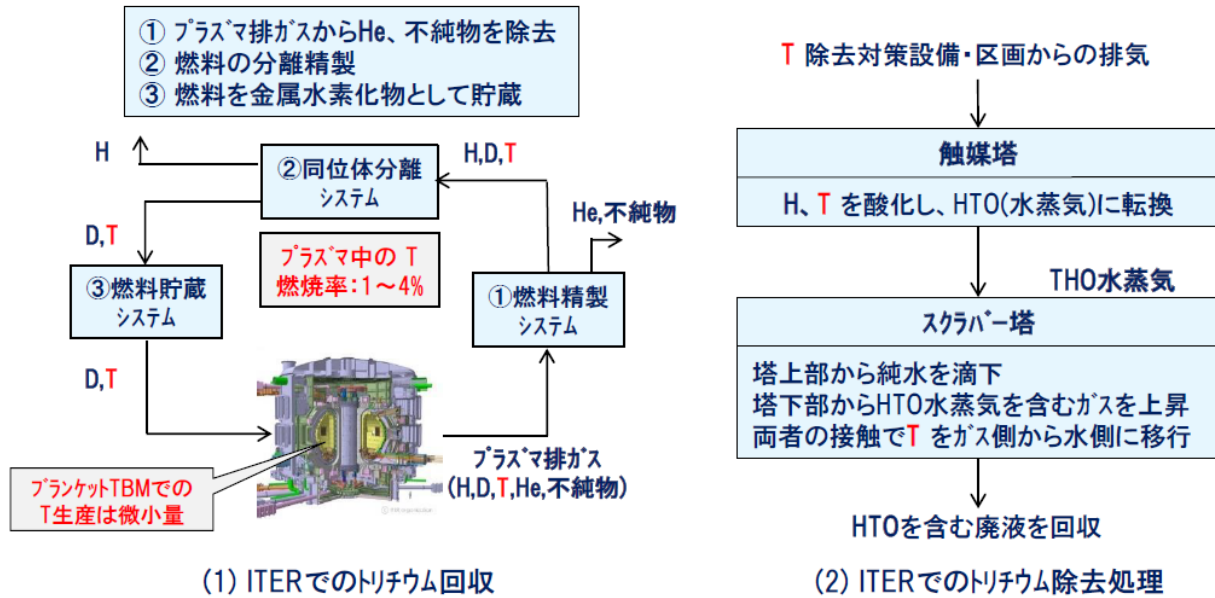 ① プラズマ排ガスからHe、不純物を除去
② 燃料の分離精製
③ 燃料を金属水素化物として貯蔵
H
②同位体分離
システム
H,D,T
He,不純物
D,T
プラズマ中の T
燃焼率:1~4%
③燃料貯蔵
システム
①燃料精製
システム
D,T
プラズマ排ガス
(H,D,T,He,不純物)
ブランケットTBMでの
T生産は微小量
(1) ITERでのトリチウム回収
T 除去対策設備・区画からの排気
触媒塔
H、T を酸化し、HTO(水蒸気)に転換
THO水蒸気
スクラバー塔
塔上部から純水を滴下
塔下部からHTO水蒸気を含むガスを上昇
両者の接触でT をガス側から水側に移行
HTOを含む廃液を回収
(2) ITERでのトリチウム除去処理